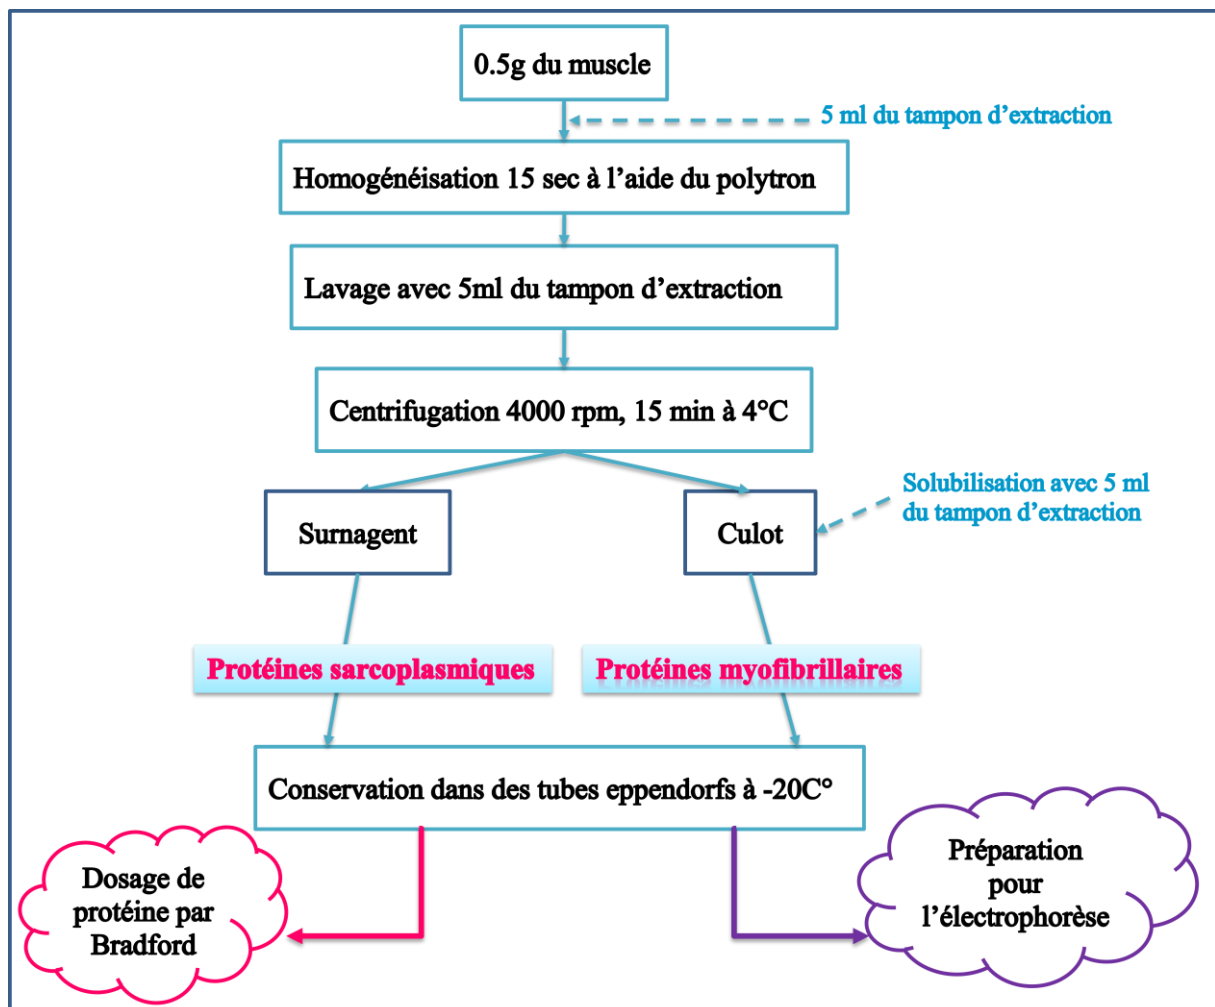 0.5g du muscle
5 ml du tampon d’extraction
Homogénéisation 15 sec à l’aide du polytron
Lavage avec 5ml du tampon d’extraction
Centrifugation 4000 rpm, 15 min à 4°C
Surnagent
Culot
Solubilisation avec 5 ml
du tampon d’extraction
Protéines sarcoplasmiques
Protéines myofibrillaires
Conservation dans des tubes eppendorfs à -20C°
Dosage de
protéine par
Bradford
Préparation
pour
l’électrophorèse